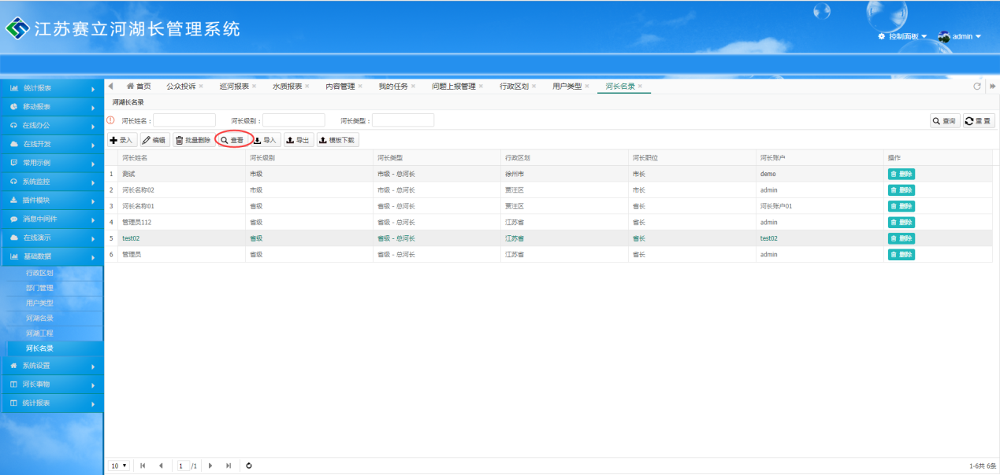 江苏赛立河湖长管理系统
控制面板 admin
统计报表
移动报表
在线办公
在线开发
常用示例
系统监控
插件模块
消息中间件
在线演示
基础数据
行政区划
部门管理
用户类型
河湖名录
河湖工程
河长名录
系统设置
河长事物
统计报表
首页 公众投诉 × 巡河报表 × 水质报表 × 内容管理 × 我的任务 × 问题上报管理 × 行政区划 × 用户类型 × 河长名录 ×
河湖长名录
河长姓名： 河长级别： 河长类型： 查询 重置
录入 编辑 批量删除 查看 导入 导出 模板下载
河长姓名 河长级别 河长类型 行政区划 河长职位 河长账户 操作
1 测试 市级 市级 - 总河长 徐州市 市长 demo 删除
2 河长名称02 市级 市级 - 总河长 贾汪区 市长 admin 删除
3 河长名称01 省级 省级 - 总河长 贾汪区 省长 河长账户01 删除
4 管理员112 省级 省级 - 总河长 江苏省 省长 admin 删除
5 test02 省级 省级 - 总河长 江苏省 省长 test02 删除
6 管理员 省级 省级 - 总河长 江苏省 省长 admin 删除
10 1 /1 1-6共 6条